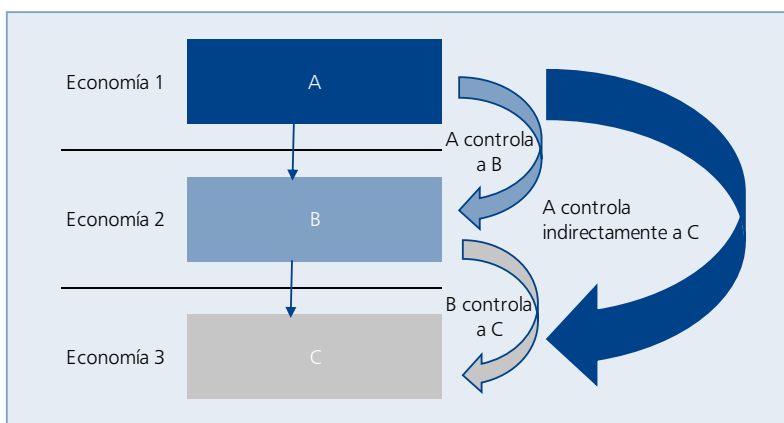 Economía 1
A
A controla
a B
Economía 2
B
A controla
indirectamente a C
B controla
a C
Economía 3
C